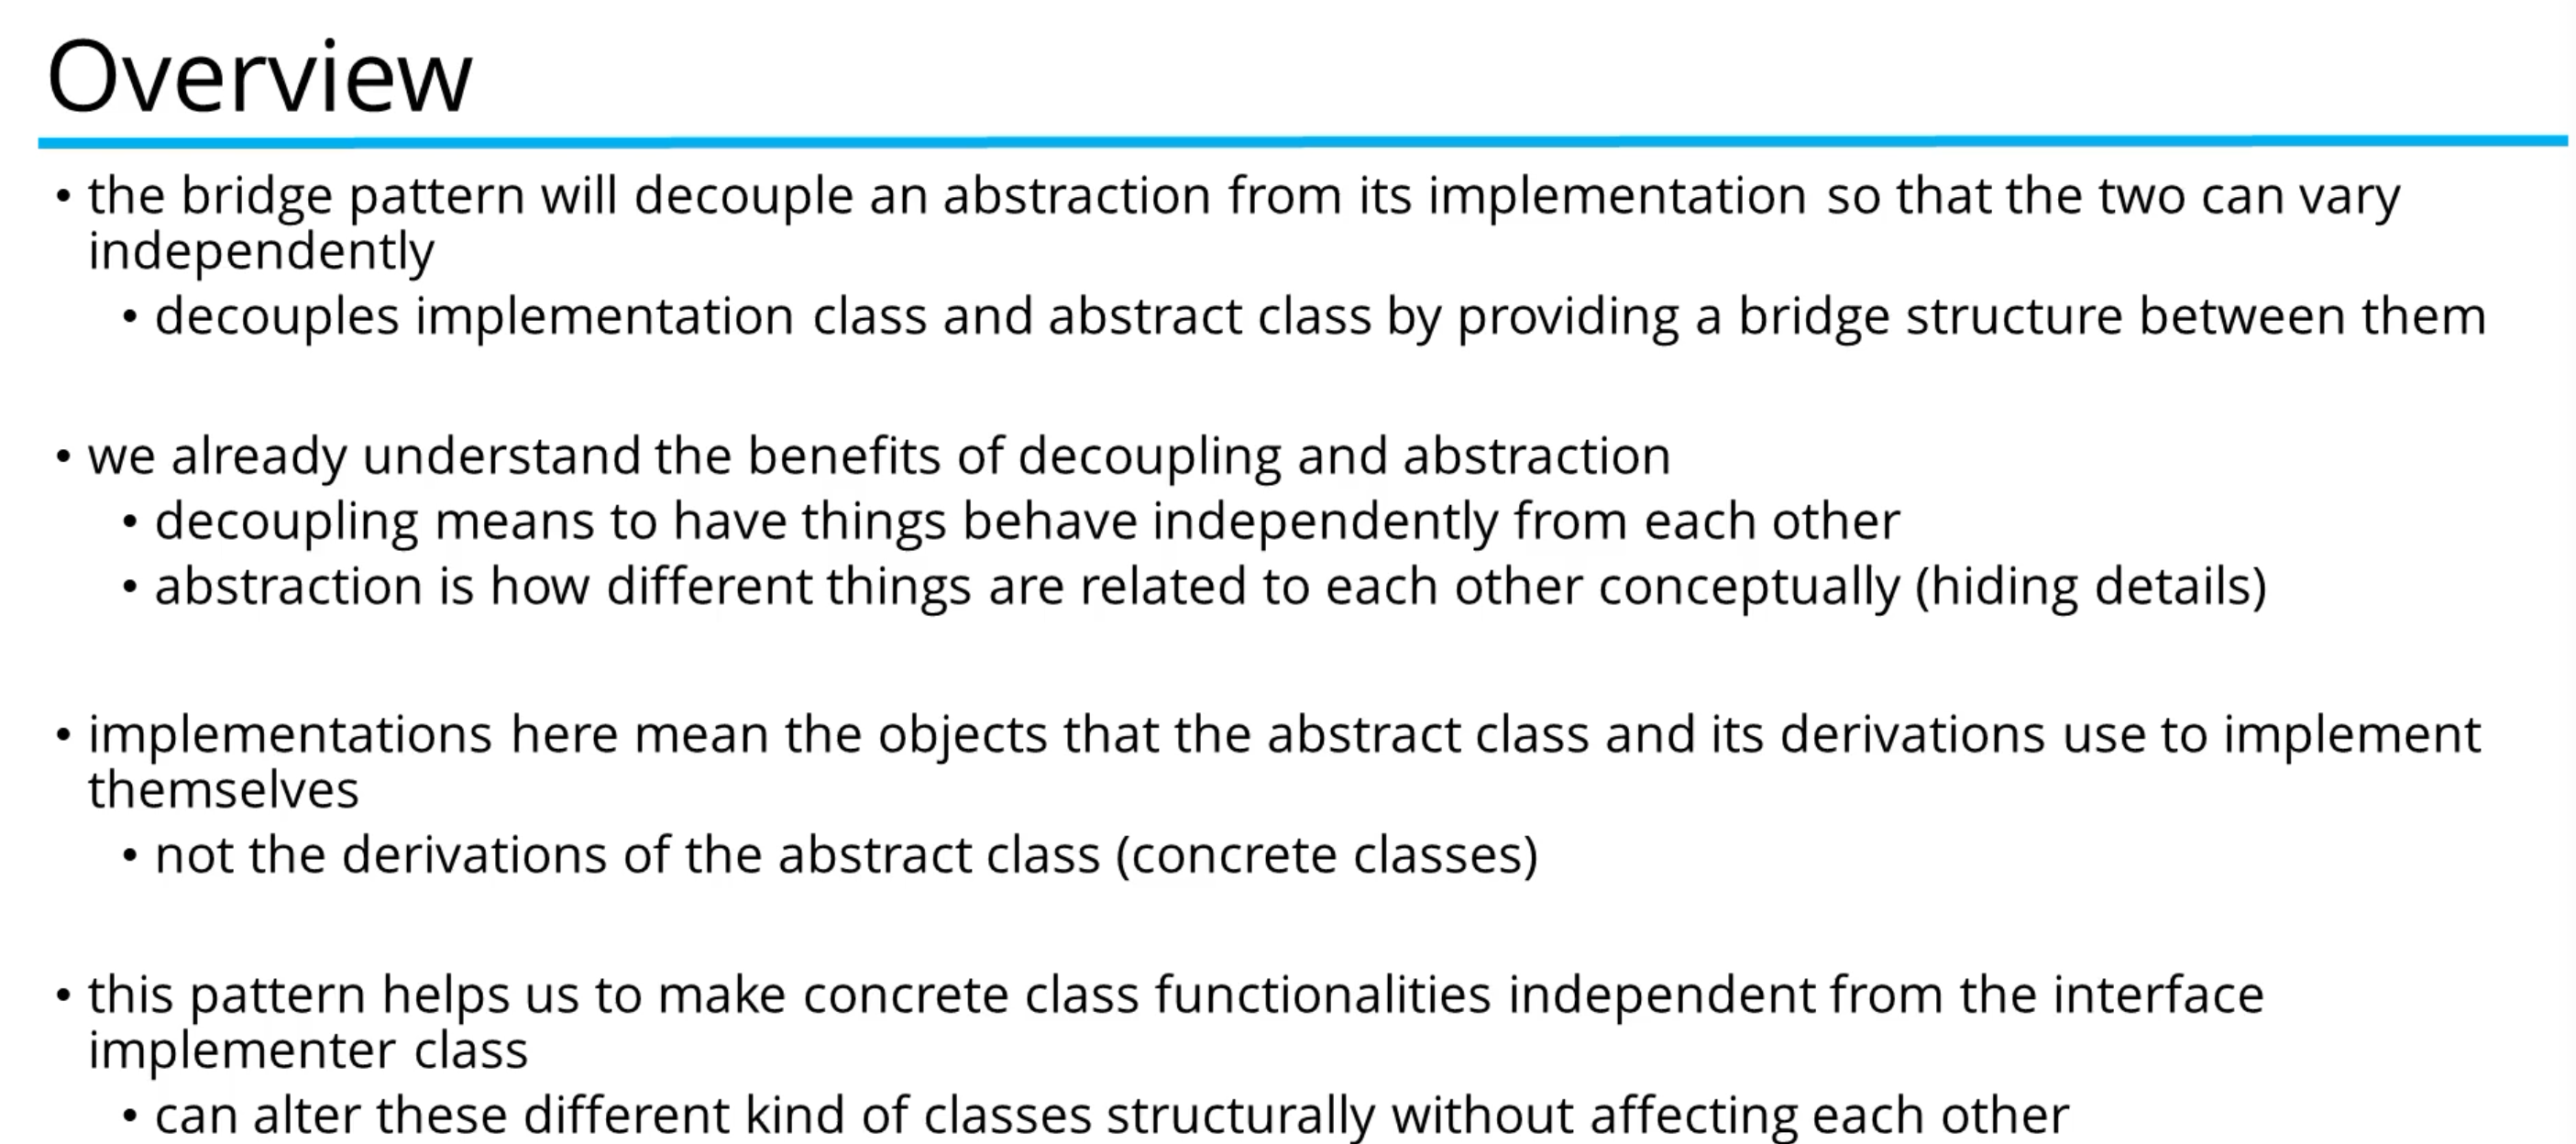 Overview
• the bridge pattern will decouple an abstraction from its implementation so that the two can vary
independently
• decouples implementation class and abstract class by providing a bridge structure between them
• we already understand the benefits of decoupling and abstraction
• decoupling means to have things behave independently from each other
• abstraction is how different things are related to each other conceptually (hiding details)
• implementations here mean the objects that the abstract class and its derivations use to implement
themselves
• not the derivations of the abstract class (concrete classes)
• this pattern helps us to make concrete class functionalities independent from the interface
implementer class
• can alter these different kind of classes structurally without affecting each other